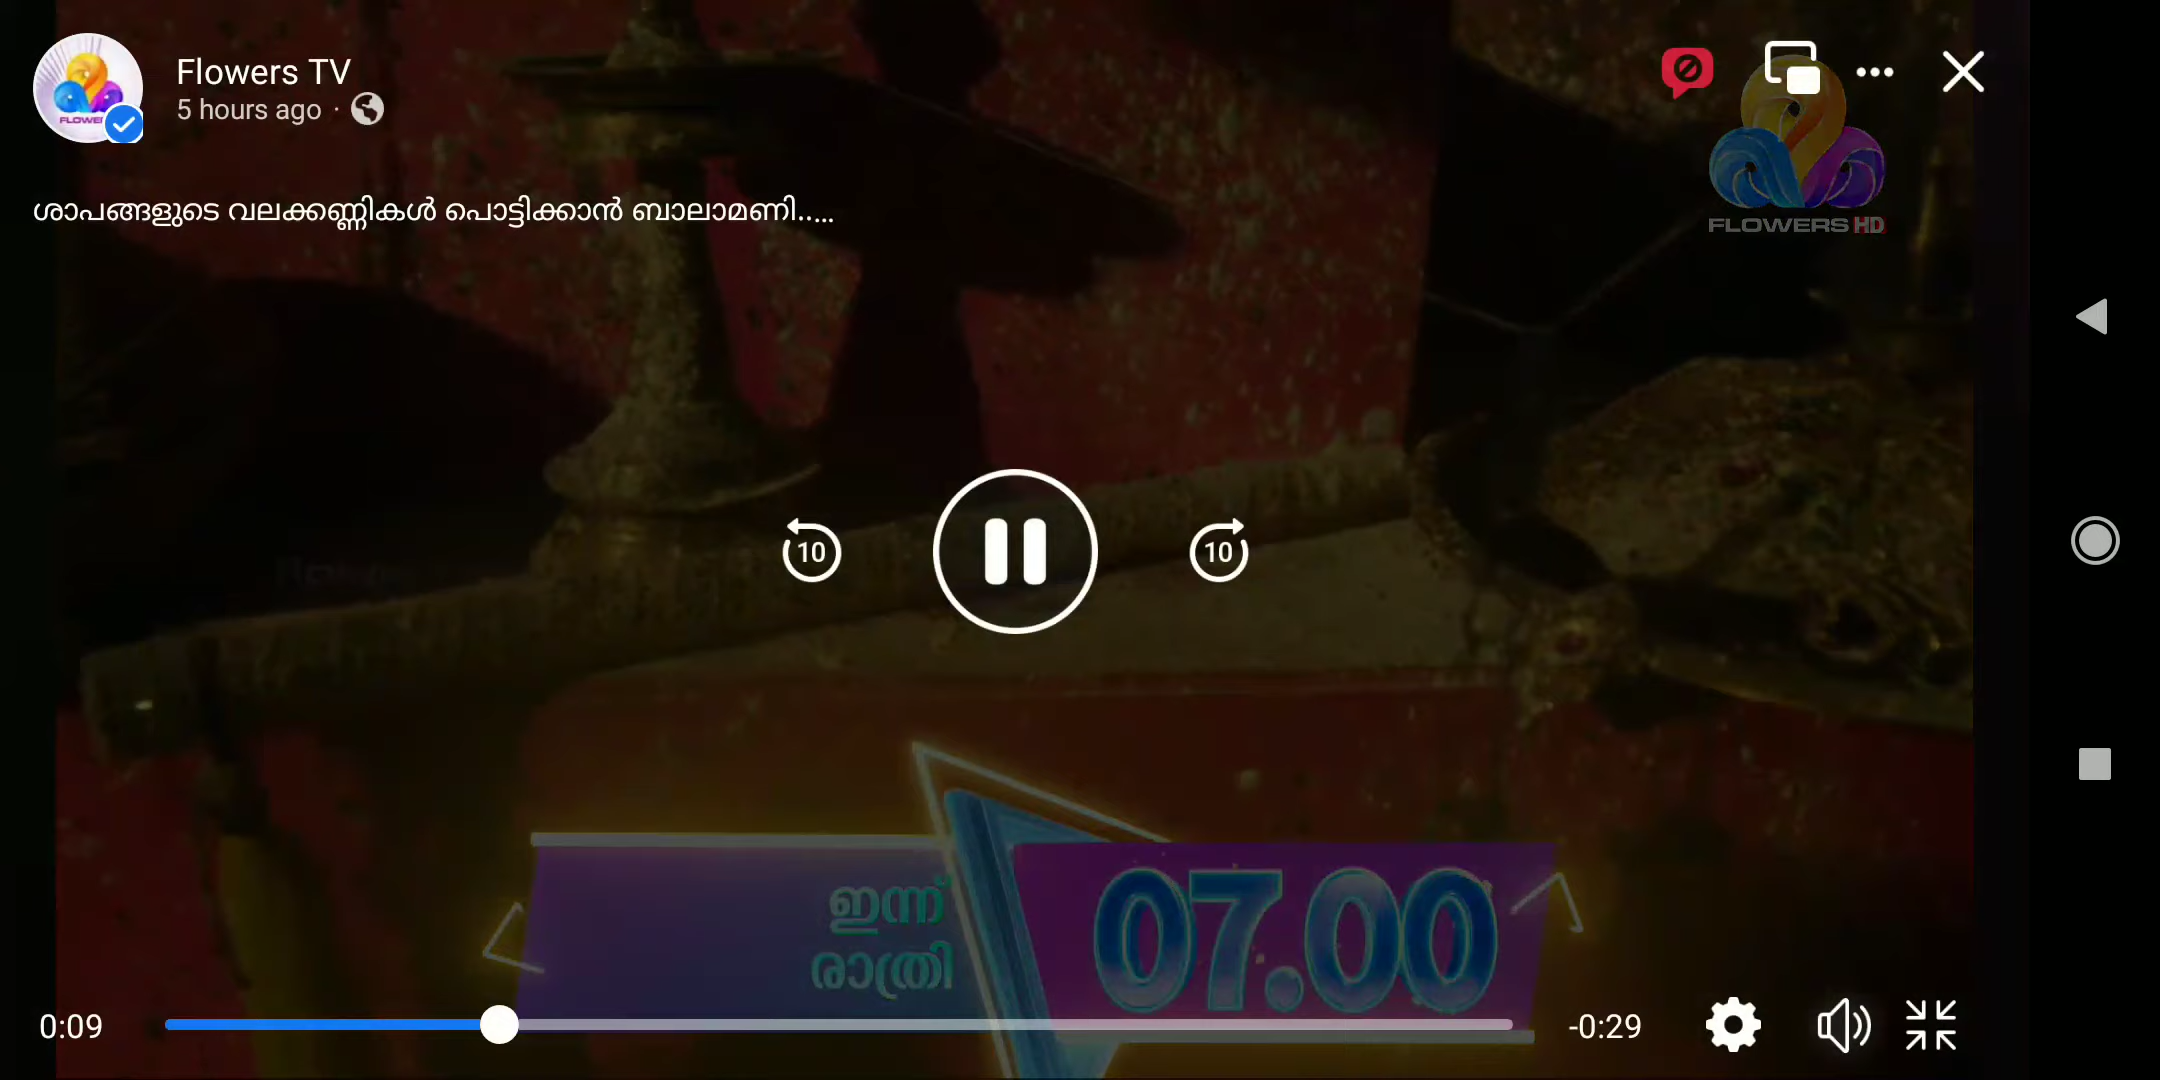 Flowers TV
5 hours ago ·
ശാപങ്ങളുടെ വലക്കണ്ണികൾ പൊട്ടിക്കാൻ ബാലാമണി.....
FLOWERS HD
10
10
ഇന്ന്
രാത്രി
07.00
0:09
-0:29